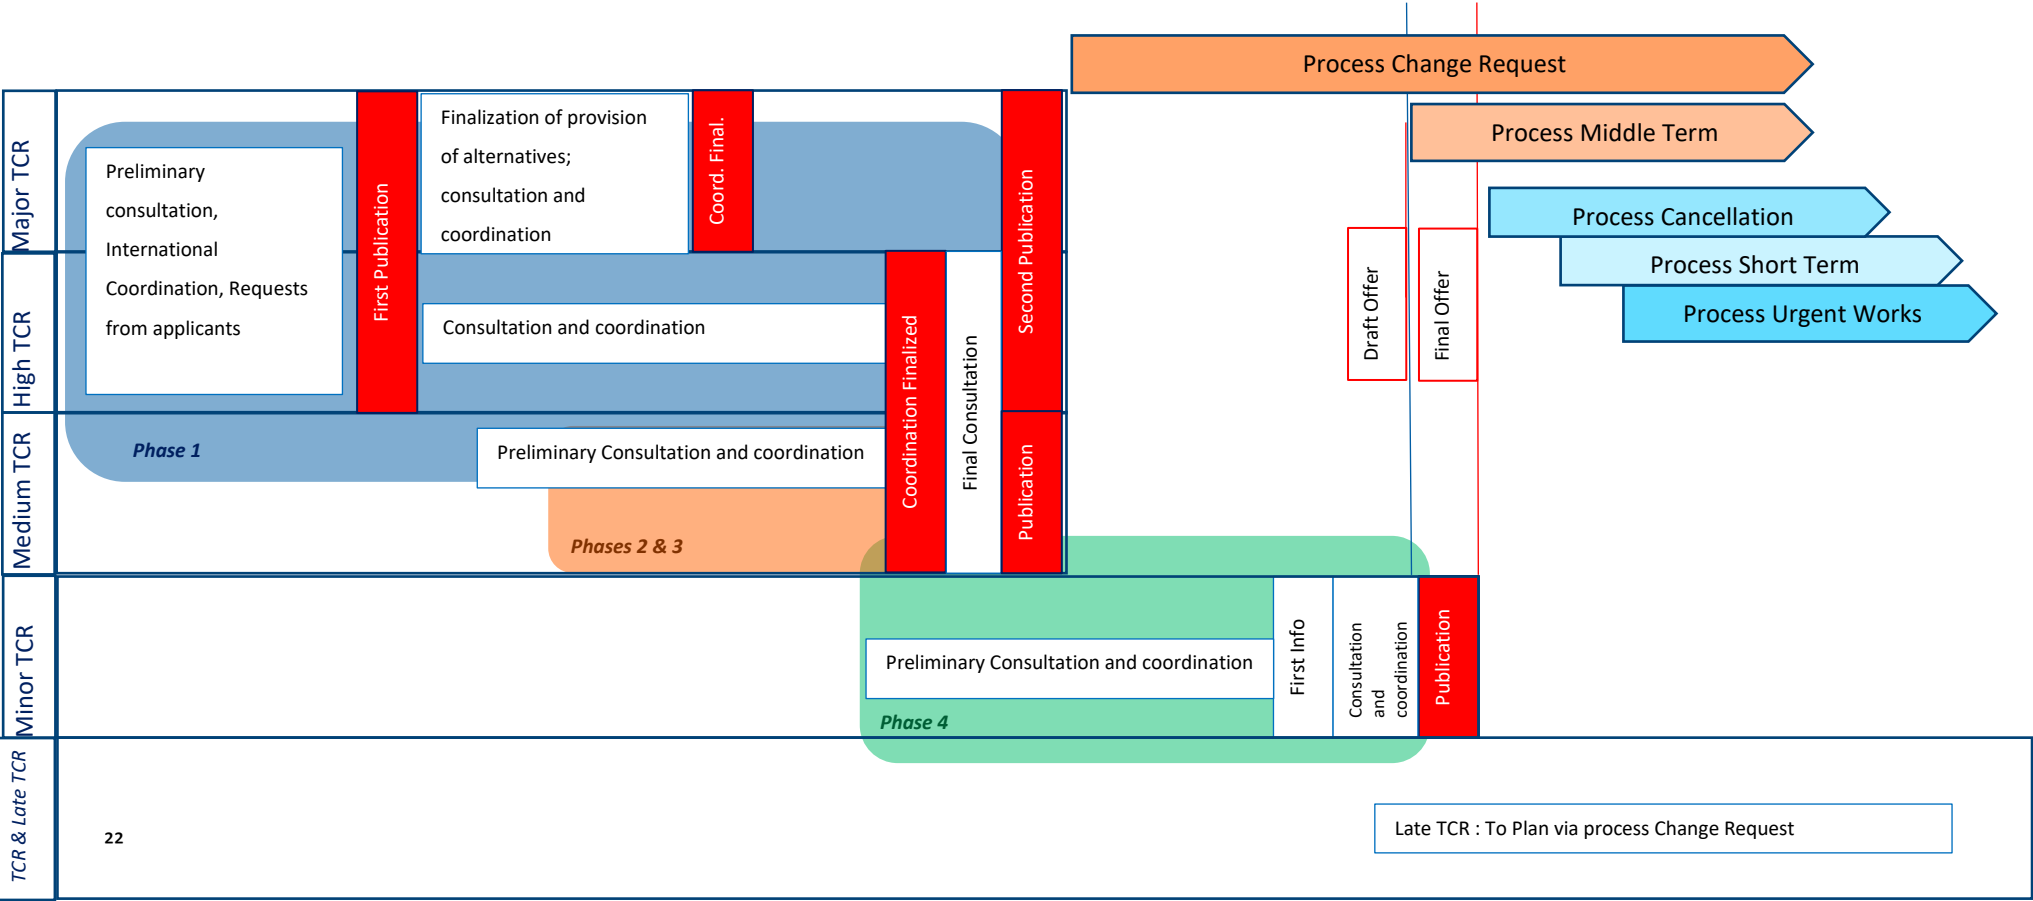 Process Change Request
Process Middle Term
Process Cancellation
Process Short Term
Process Urgent Works
Major TCR
Preliminary
consultation,
International
Coordination, Requests
from applicants
First Publication
Finalization of provision
of alternatives;
consultation and
coordination
Coord. Final.
Second Publication
Draft Offer
Final Offer
High TCR
Consultation and coordination
Coordination Finalized
Final Consultation
Medium TCR
Phase 1
Preliminary Consultation and coordination
Publication
Phases 2 & 3
Minor TCR
Preliminary Consultation and coordination
Phase 4
First Info
Consultation
and
coordination
Publication
TCR & Late TCR
22
Late TCR : To Plan via process Change Request